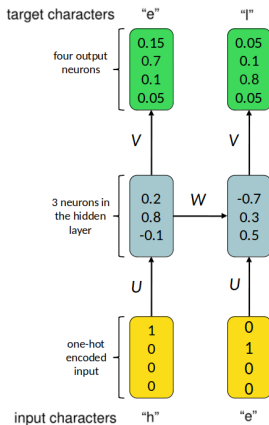 target characters "e" "l"
four output
neurons
0.15
0.7
0.1
0.05
0.05
0.1
0.8
0.05
V
V
3 neurons in
the hidden
layer
0.2
0.8
-0.1
W
-0.7
0.3
0.5
U
U
one-hot
encoded
input
1
0
0
0
0
1
0
0
input characters "h" "e"